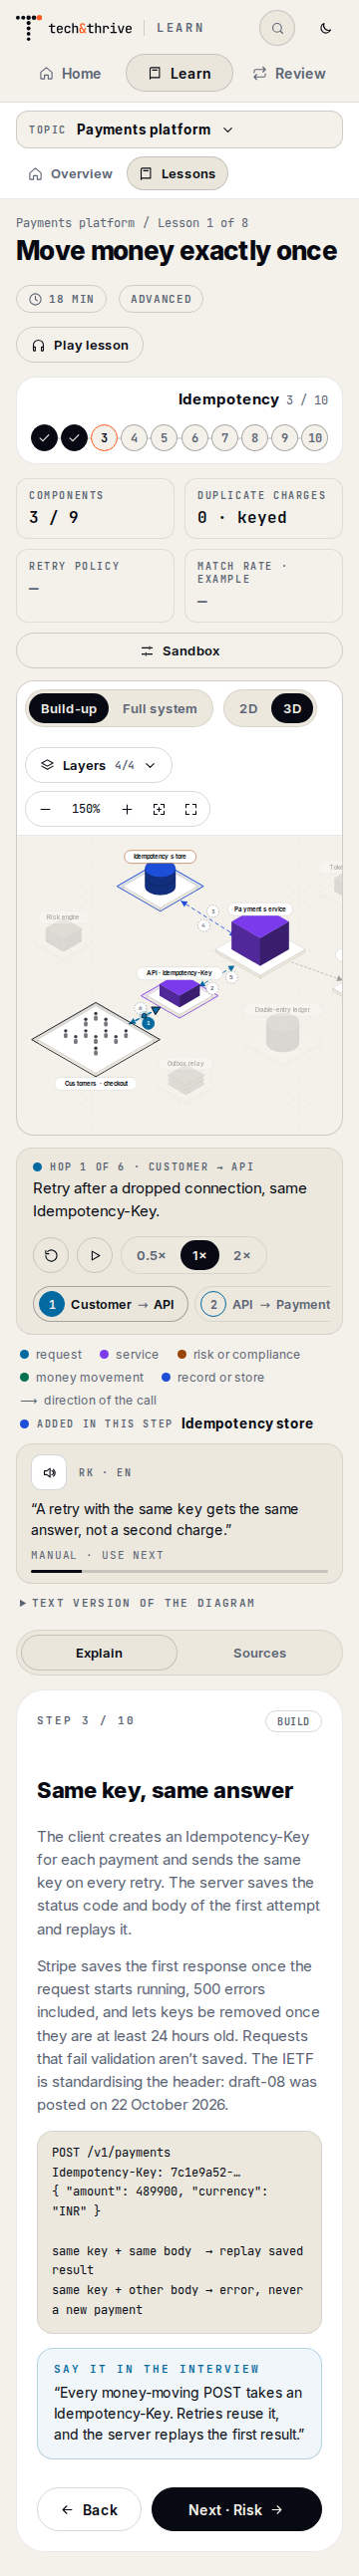 tech&thrive LEARN
Home Learn Review
TOPIC Payments platform
Overview Lessons
Payments platform / Lesson 1 of 8
Move money exactly once
18 MIN ADVANCED
Play lesson
Idempotency 3 / 10
3 4 5 6 7 8 9 10
COMPONENTS
3 / 9
DUPLICATE CHARGES
0 · keyed
RETRY POLICY
—
MATCH RATE ·
EXAMPLE
—
Sandbox
Build-up Full system 2D 3D
Layers 4/4
150%
Idempotency store
Toke
Risk engine
Payment service
3
4
API · Idempotency-Key
5
2
6
1
Double-entry ledger
Outbox relay
Customers · checkout
HOP 1 OF 6 · CUSTOMER → API
Retry after a dropped connection, same
Idempotency-Key.
0.5× 1× 2×
1 Customer → API 2 API → Payment
request service risk or compliance
money movement record or store
⟶ direction of the call
ADDED IN THIS STEP Idempotency store
RK · EN
“A retry with the same key gets the same
answer, not a second charge.”
MANUAL · USE NEXT
TEXT VERSION OF THE DIAGRAM
Explain Sources
STEP 3 / 10 BUILD
Same key, same answer
The client creates an Idempotency-Key
for each payment and sends the same
key on every retry. The server saves the
status code and body of the first attempt
and replays it.
Stripe saves the first response once the
request starts running, 500 errors
included, and lets keys be removed once
they are at least 24 hours old. Requests
that fail validation aren’t saved. The IETF
is standardising the header: draft-08 was
posted on 22 October 2026.
POST /v1/payments
Idempotency-Key: 7c1e9a52-…
{ "amount": 489900, "currency":
"INR" }
same key + same body → replay saved
result
same key + other body → error, never
a new payment
SAY IT IN THE INTERVIEW
“Every money-moving POST takes an
Idempotency-Key. Retries reuse it,
and the server replays the first result.”
← Back Next · Risk →